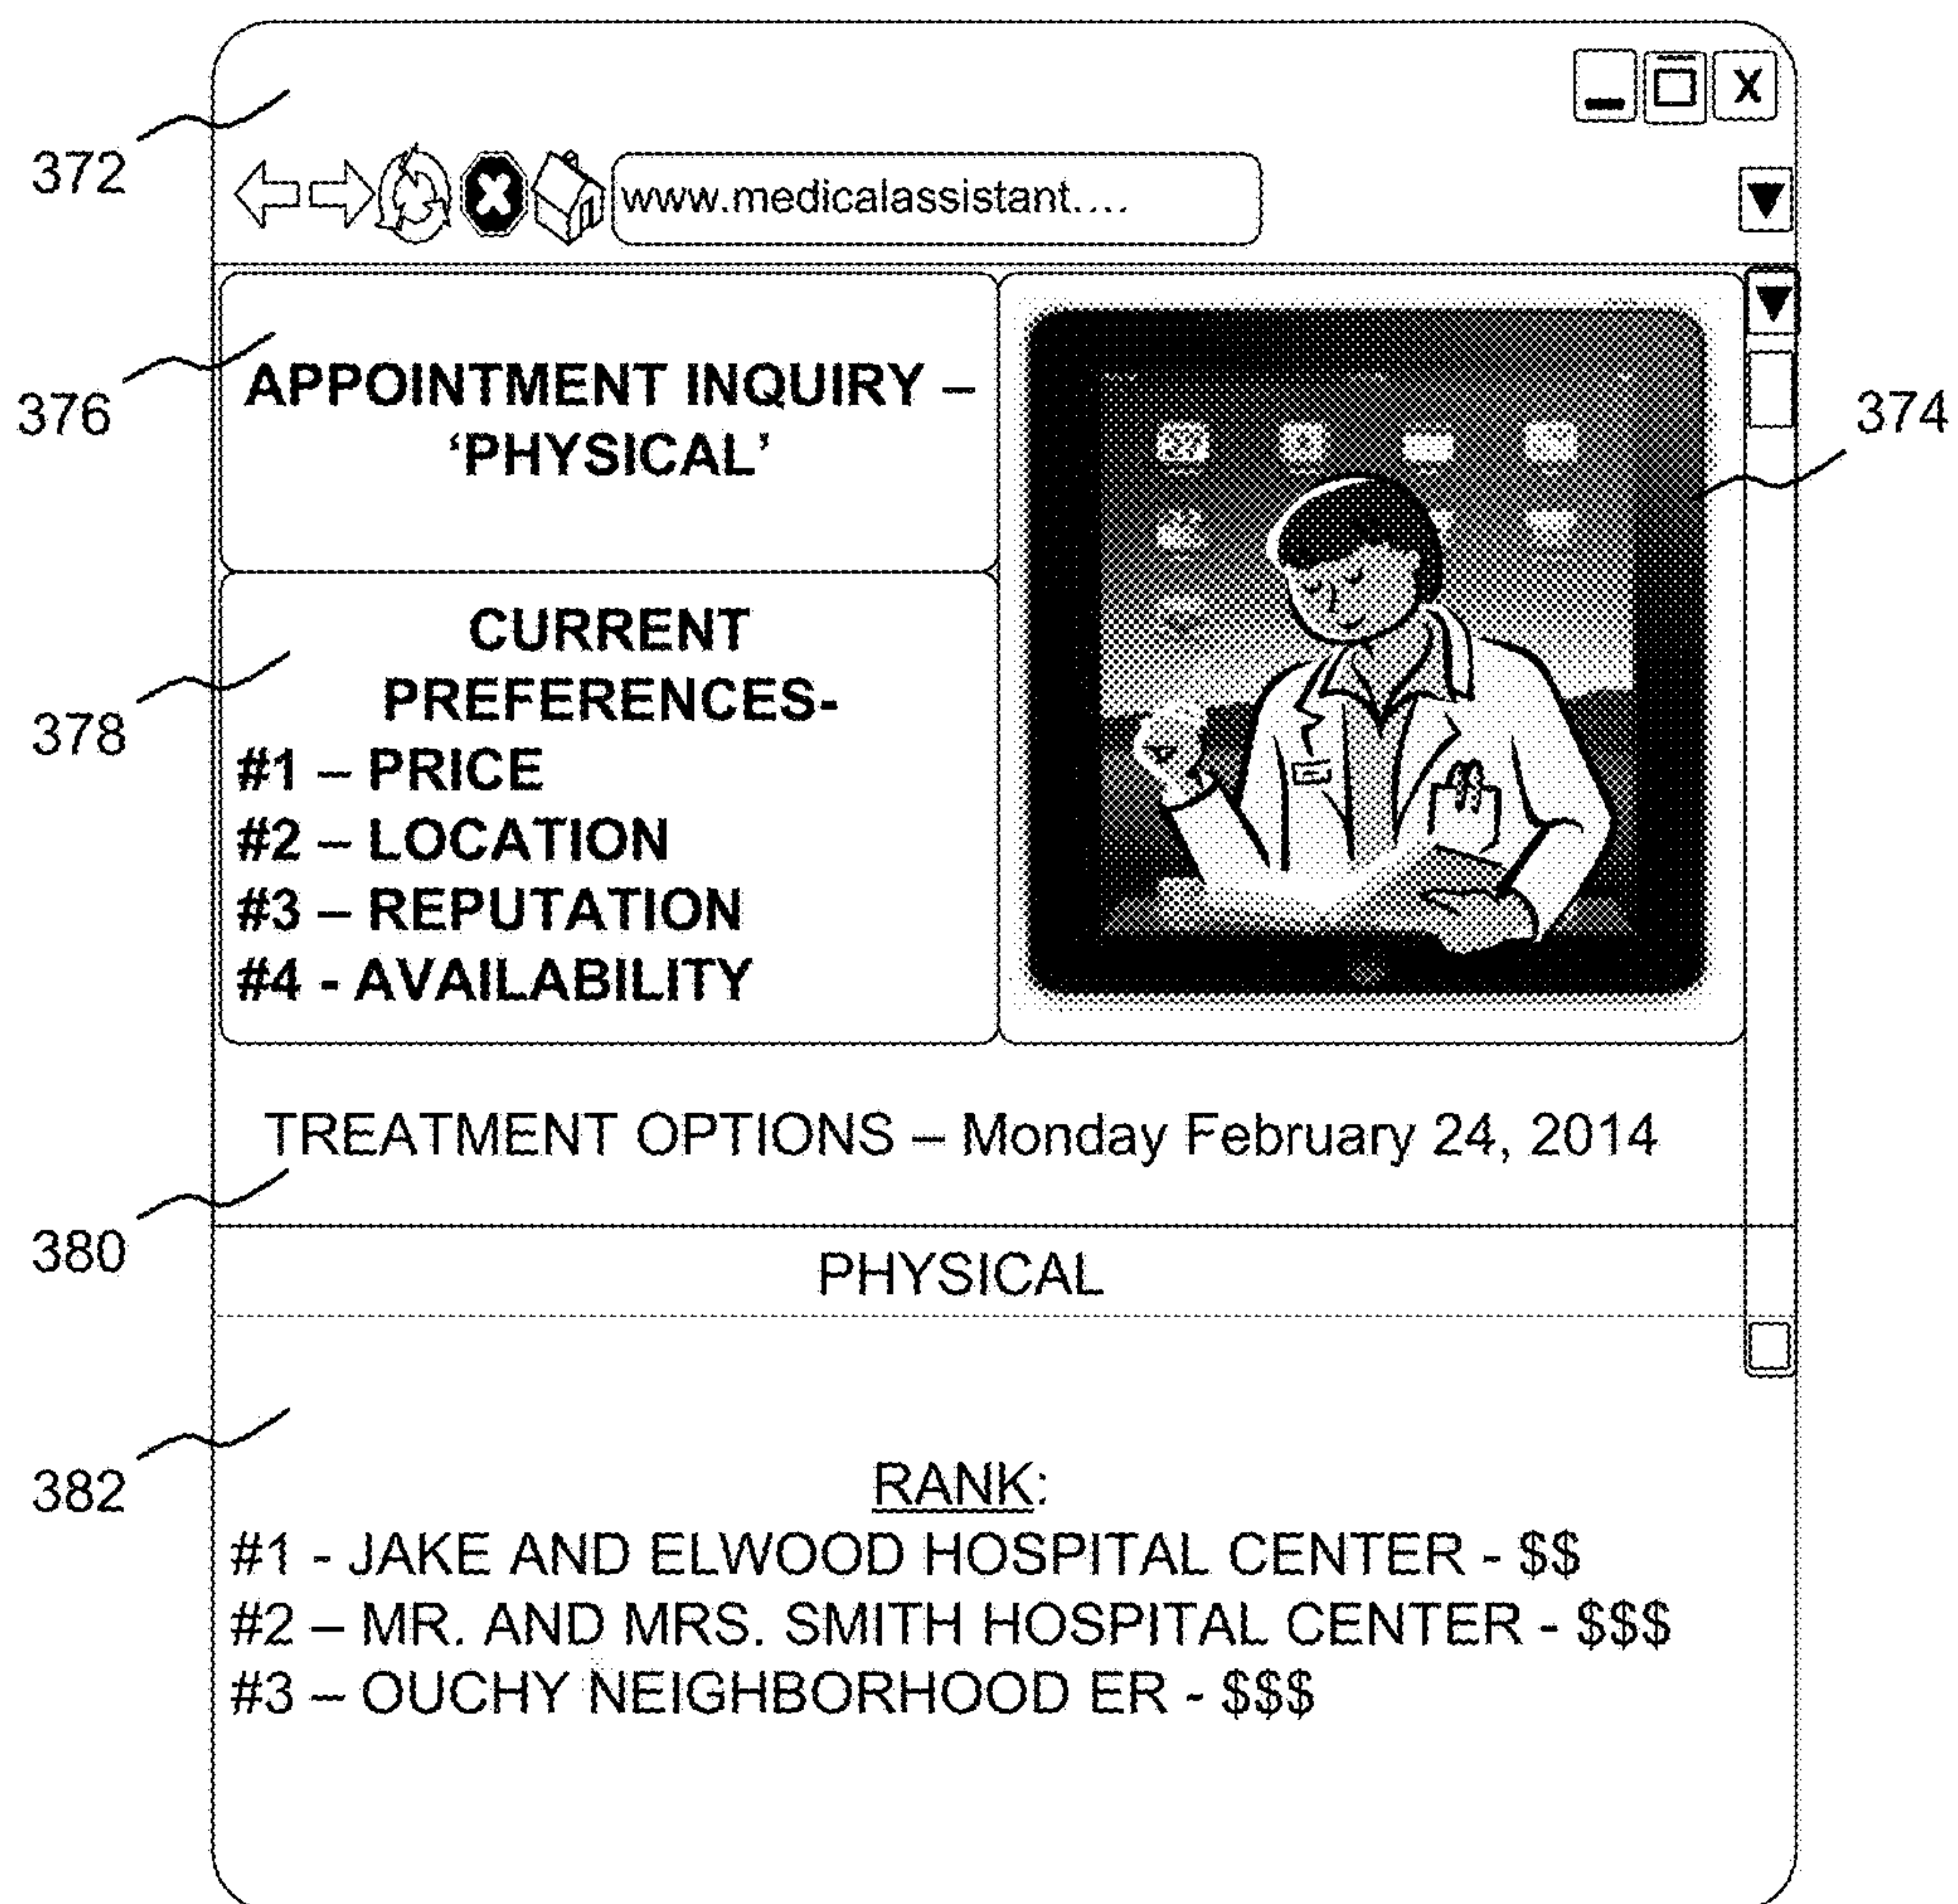 X
372
www.medicalassistant....
376
APPOINTMENT INQUIRY –
‘PHYSICAL’
374
378
CURRENT
PREFERENCES-
#1 – PRICE
#2 – LOCATION
#3 – REPUTATION
#4 - AVAILABILITY
TREATMENT OPTIONS – Monday February 24, 2014
380
PHYSICAL
382
RANK:
#1 - JAKE AND ELWOOD HOSPITAL CENTER - $$
#2 – MR. AND MRS. SMITH HOSPITAL CENTER - $$$
#3 – OUCHY NEIGHBORHOOD ER - $$$